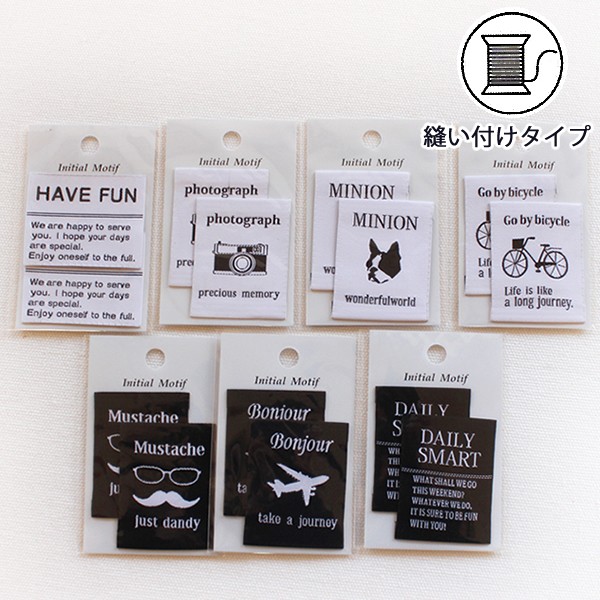 縫い付けタイプ
Initial Motif
HAVE FUN
We are happy to serve
you. I hope your days
are special.
Enjoy oneself to the full.
We are happy to serve
you. I hope your days
are special.
Enjoy oneself to the full.
Initial Motif
photograph
photograph
precious memory
Initial Motif
MINION
MINION
wonderfulworld
Initial Motif
Go by bicycle
Go by bicycle
Life is like
a long journey.
Initial Motif
Mustache
Mustache
Just dandy
Initial Motif
Bonjour
Bonjour
take a journey
Initial Motif
DAILY
SMART
DAILY
SMART
WHAT SHALL WE GO
THIS WEEKEND?
WHATEVER WE DO.
IT IS SURE TO BE FUN
WITH YOU!